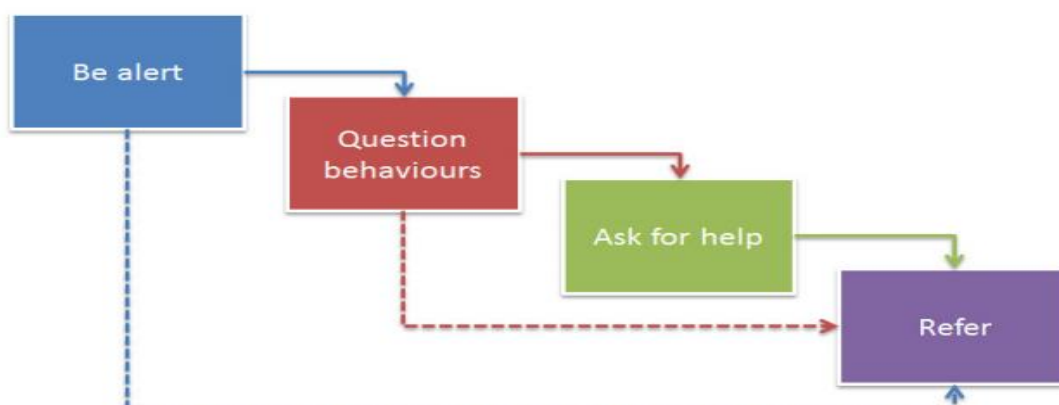 Be alert
Question
behaviours
Ask for help
Refer